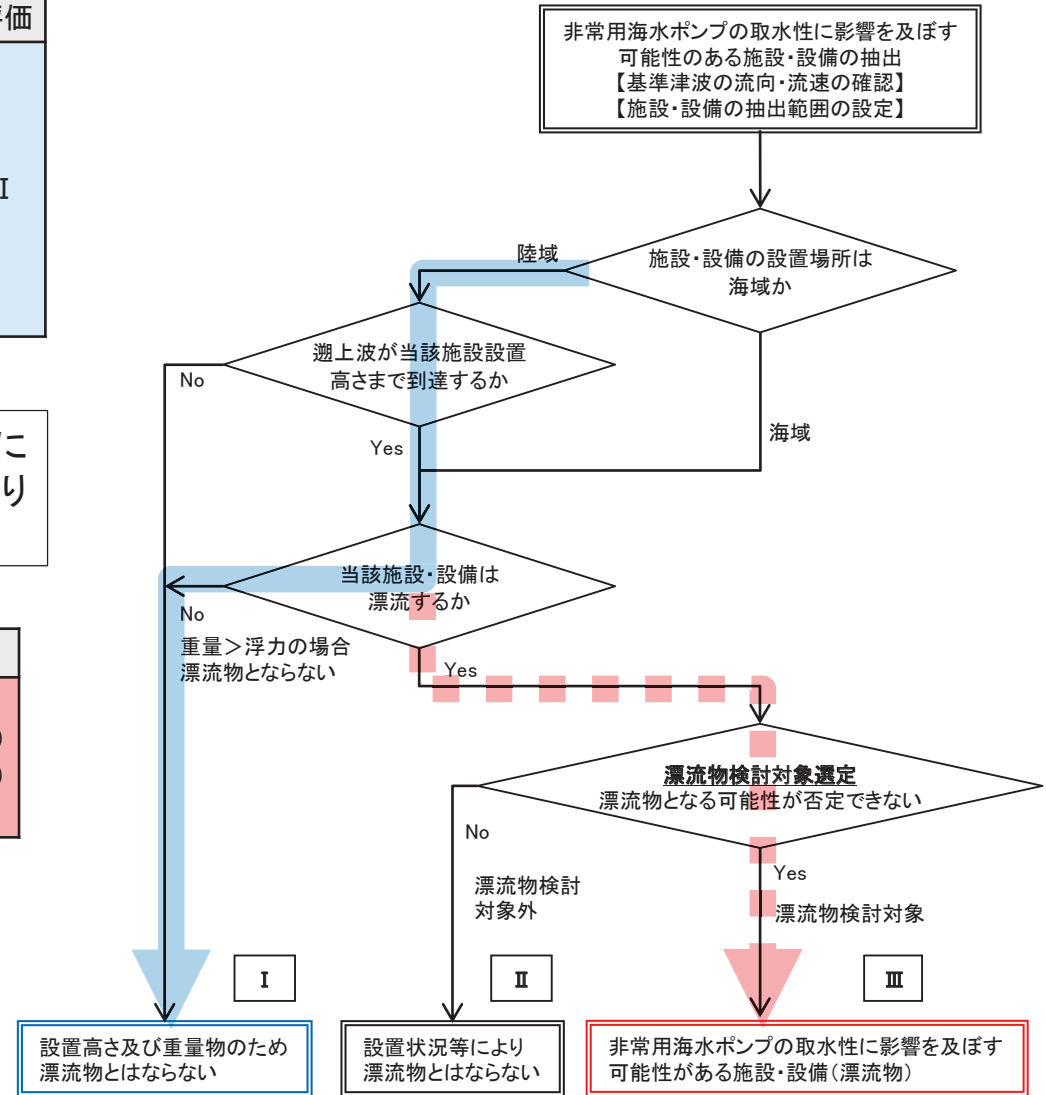 評価
Ⅰ
に
り
非常用海水ポンプの取水性に影響を及ぼす
可能性のある施設・設備の抽出
【基準津波の流向・流速の確認】
【施設・設備の抽出範囲の設定】
施設・設備の設置場所は
海域か
陸域
海域
遡上波が当該施設設置
高さまで到達するか
No
Yes
当該施設・設備は
漂流するか
No
重量＞浮力の場合
漂流物とならない
Yes
漂流物検討対象選定
漂流物となる可能性が否定できない
No
漂流物検討
対象外
Yes
漂流物検討対象
Ⅰ
Ⅱ
Ⅲ
設置高さ及び重量物のため
漂流物とはならない
設置状況等により
漂流物とはならない
非常用海水ポンプの取水性に影響を及ぼす
可能性がある施設・設備(漂流物)